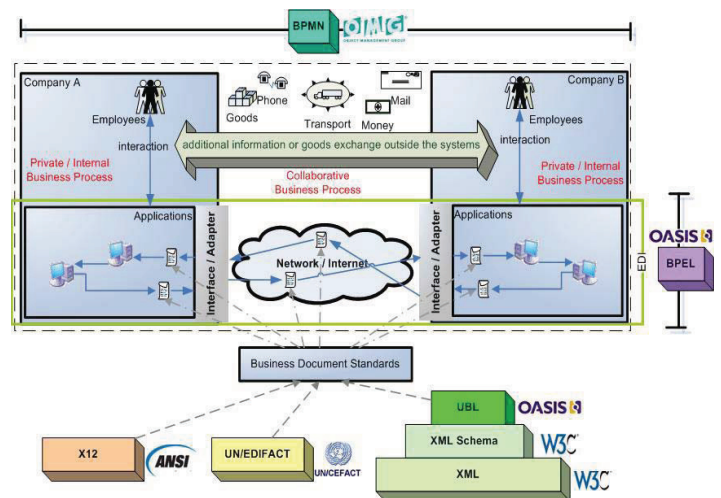 BPMN
OMG
OBJECT MANAGEMENT GROUP
Company A
Company B
Phone
Goods
Transport
Mail
Money
Employees
Employees
interaction
interaction
additional information or goods exchange outside the systems
Private / Internal
Business Process
Collaborative
Business Process
Private / Internal
Business Process
Applications
Applications
Interface / Adapter
Network / Internet
Interface / Adapter
EDI
OASIS
BPEL
Business Document Standards
UBL
OASIS
XML Schema
W3C
X12
ANSI
UN/EDIFACT
UN/CEFACT
XML
W3C